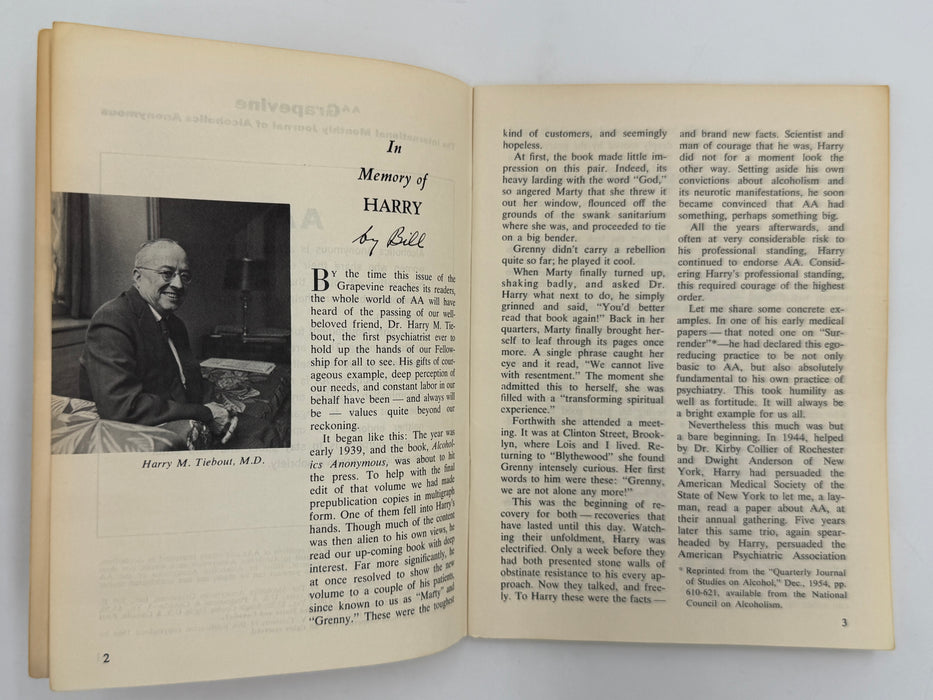 In
Memory of
HARRY
by Bill
Harry M. Tiebout, M.D.
BY the time this issue of the
Grapevine reaches its readers,
the whole world of AA will have
heard of the passing of our well-
beloved friend, Dr. Harry M. Tie-
bout, the first psychiatrist ever to
hold up the hands of our Fellow-
ship for all to see. His gifts of cour-
ageous example, deep perception of
our needs, and constant labor in our
behalf have been — and always will
be — values quite beyond our
reckoning.
It began like this: The year was
early 1939, and the book, Alcohol-
ics Anonymous, was about to hit
the press. To help with the final
edit of that volume we had made
prepublication copies in multigraph
form. One of them fell into Harry's
hands. Though much of the content
was then alien to his own views, he
read our up-coming book with deep
interest. Far more significantly, he
at once resolved to show the new
volume to a couple of his patients,
since known to us as "Marty" and
"Grenny." These were the toughest
2
kind of customers, and seemingly
hopeless.
At first, the book made little im-
pression on this pair. Indeed, its
heavy larding with the word "God,"
so angered Marty that she threw it
out her window, flounced off the
grounds of the swank sanitarium
where she was, and proceeded to tie
on a big bender.
Grenny didn't carry a rebellion
quite so far; he played it cool.
When Marty finally turned up,
shaking badly, and asked Dr.
Harry what next to do, he simply
grinned and said, "You'd better
read that book again!" Back in her
quarters, Marty finally brought her-
self to leaf through its pages once
more. A single phrase caught her
eye and it read, "We cannot live
with resentment." The moment she
admitted this to herself, she was
filled with a "transforming spiritual
experience."
Forthwith she attended a meet-
ing. It was at Clinton Street, Brook-
lyn, where Lois and I lived. Re-
turning to "Blythewood" she found
Grenny intensely curious. Her first
words to him were these: "Grenny,
we are not alone any more!"
This was the beginning of re-
covery for both — recoveries that
have lasted until this day. Watch-
ing their unfoldment, Harry was
electrified. Only a week before they
had both presented stone walls of
obstinate resistance to his every ap-
proach. Now they talked, and free-
ly. To Harry these were the facts —
and brand new facts. Scientist and
man of courage that he was, Harry
did not for a moment look the
other way. Setting aside his own
convictions about alcoholism and
its neurotic manifestations, he soon
became convinced that AA had
something, perhaps something big.
All the years afterwards, and
often at very considerable risk to
his professional standing, Harry
continued to endorse AA. Consid-
ering Harry's professional standing,
this required courage of the highest
order.
Let me share some concrete ex-
amples. In one of his early medical
papers — that noted one on "Sur-
render"*—he had declared this ego-
reducing practice to be not only
basic to AA, but also absolutely
fundamental to his own practice of
psychiatry. This took humility as
well as fortitude. It will always be
a bright example for us all.
Nevertheless this much was but
a bare beginning. In 1944, helped
by Dr. Kirby Collier of Rochester
and Dwight Anderson of New
York, Harry had persuaded the
American Medical Society of the
State of New York to let me, a lay-
man, read a paper about AA, at
their annual gathering. Five years
later this same trio, again spear-
headed by Harry, persuaded the
American Psychiatric Association
* Reprinted from the "Quarterly Journal
of Studies on Alcohol," Dec., 1954, pp.
610-621, available from the National
Council on Alcoholism.
3